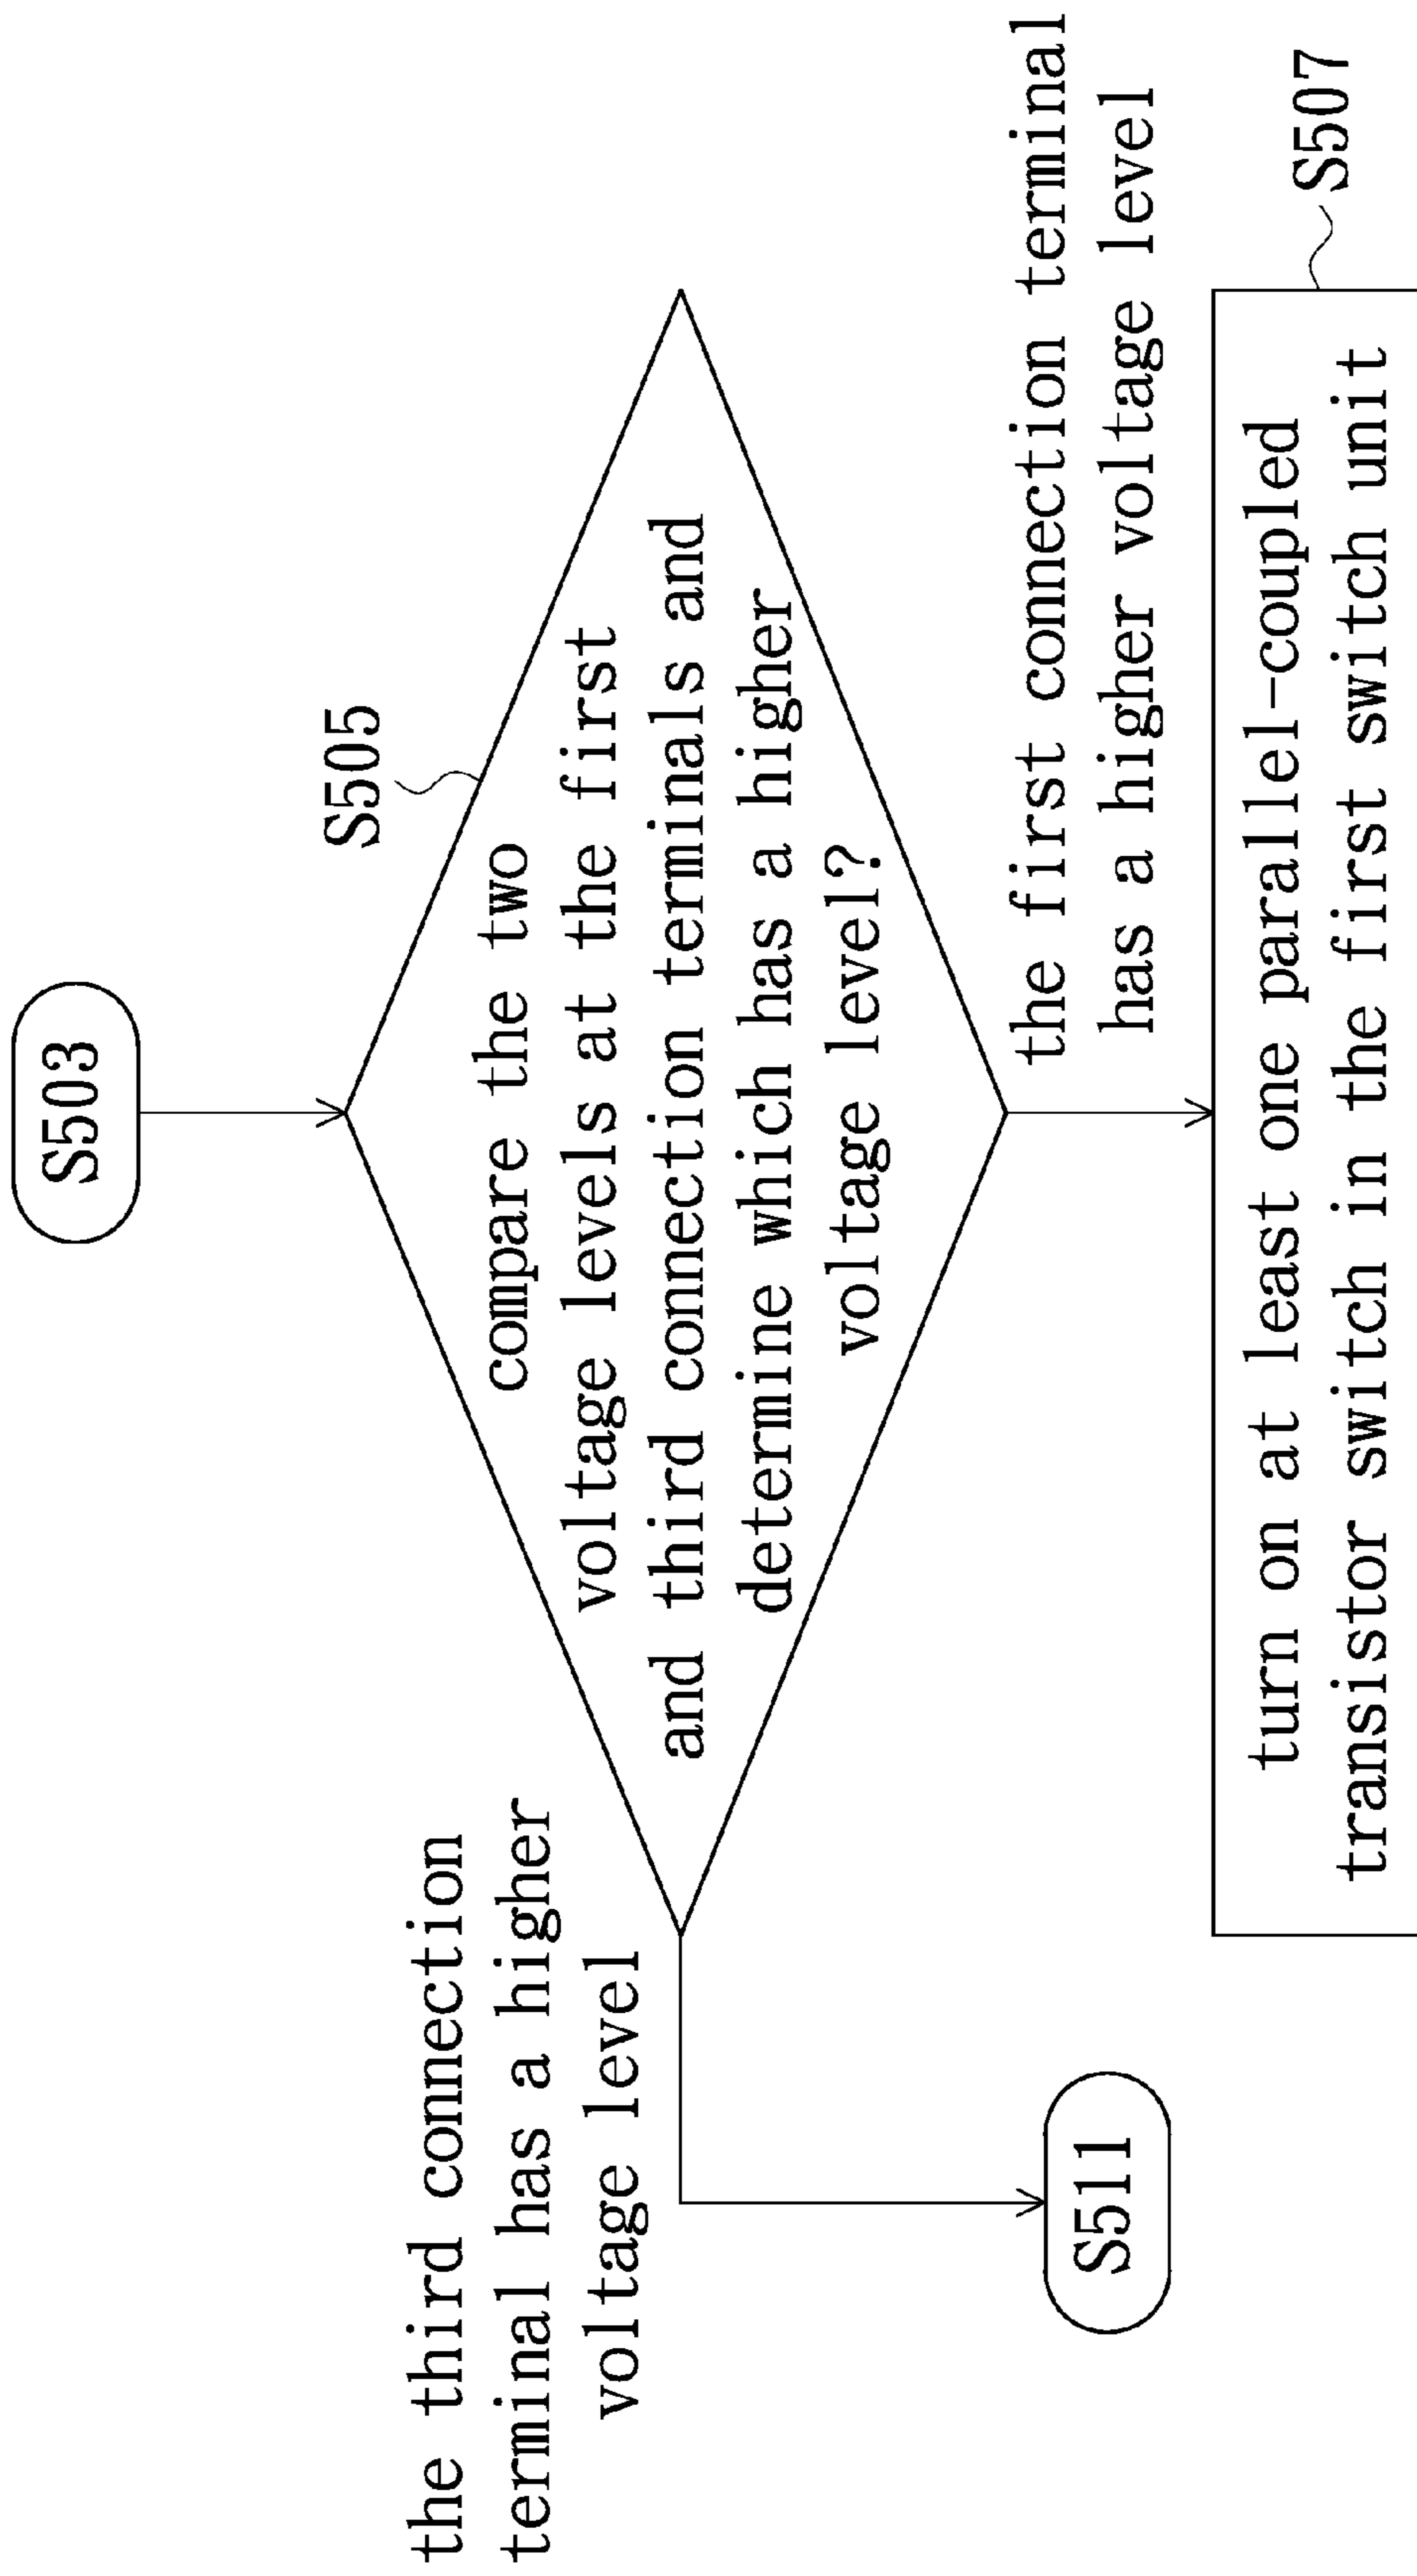 S503
S505
compare the two
voltage levels at the first
and third connection terminals and
determine which has a higher
voltage level?
the third connection
terminal has a higher
voltage level
the first connection terminal
has a higher voltage level
S511
S507
turn on at least one parallel-coupled
transistor switch in the first switch unit